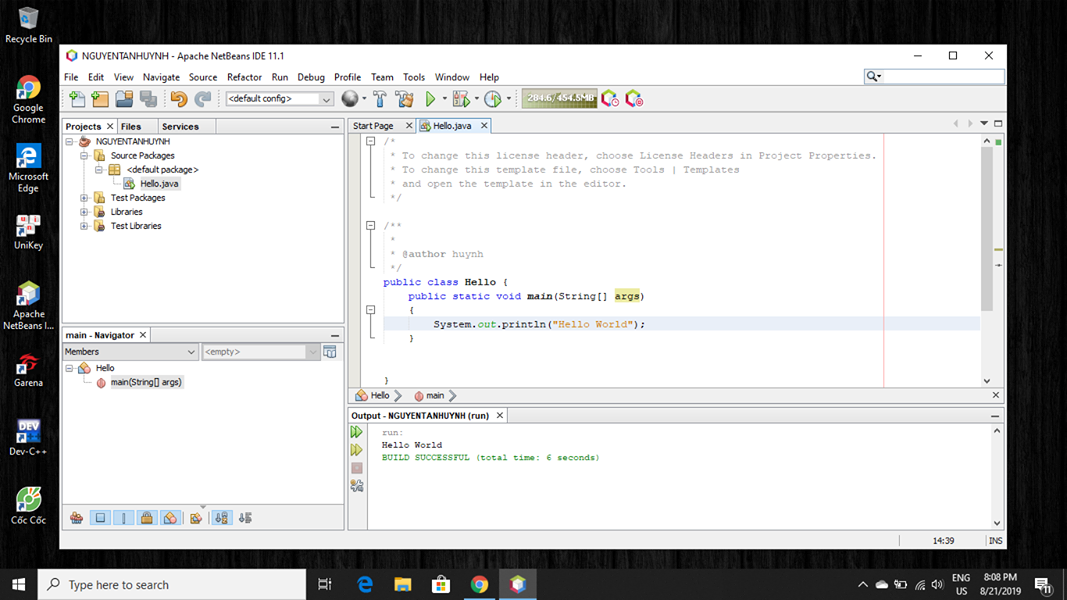 Recycle Bin
Google
Chrome
Microsoft
Edge
UniKey
Apache
NetBeans I...
Garena
DEV
Dev-C++
Cốc Cốc
NGUYENTANHUYNH - Apache NetBeans IDE 11.1
File Edit View Navigate Source Refactor Run Debug Profile Team Tools Window Help
<default config>
284.6/454.5MB
Projects Files Services
NGUYENTANHUYNH
Source Packages
<default package>
Hello.java
Test Packages
Libraries
Test Libraries
main - Navigator
Members <empty>
Hello
main(String[] args)
Start Page Hello.java
/*
* To change this license header, choose License Headers in Project Properties.
* To change this template file, choose Tools | Templates
* and open the template in the editor.
*/
/**
*
* @author huynh
*/
public class Hello {
public static void main(String[] args)
{
System.out.println("Hello World");
}
}
Hello main
Output - NGUYENTANHUYNH (run)
run:
Hello World
BUILD SUCCESSFUL (total time: 6 seconds)
14:39 INS
Type here to search
ENG
US
8:08 PM
8/21/2019
11